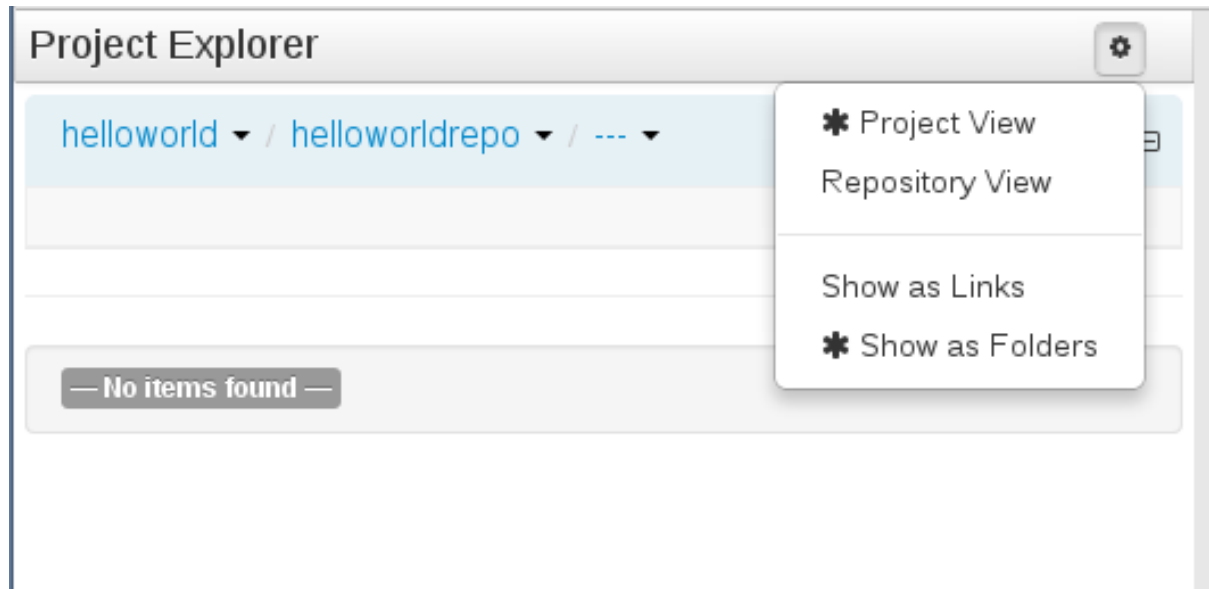 Project Explorer
helloworld / helloworldrepo / ---
✱ Project View
Repository View
Show as Links
✱ Show as Folders
— No items found —